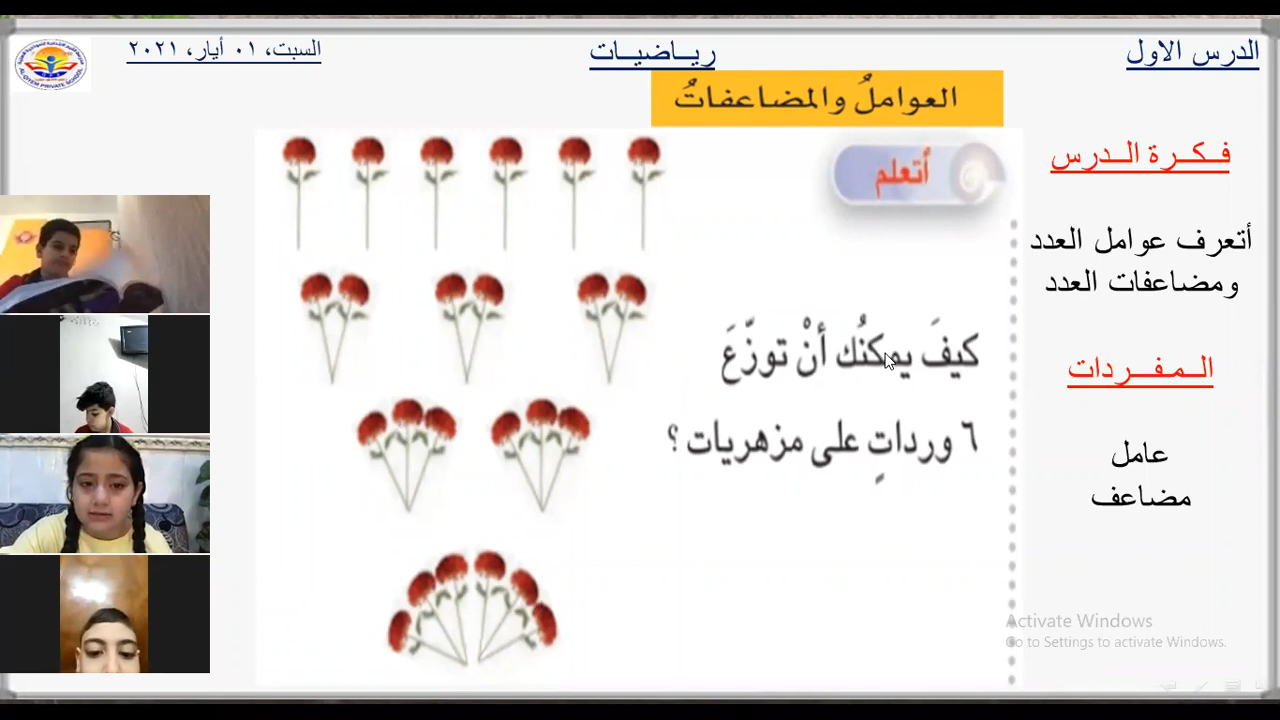 الدرس الاول
رياضيات
السبت، ٠١ أيار، ٢٠٢١
العواملُ والمضاعفاتُ
فكرة الدرس
أتعرف عوامل العدد
ومضاعفات العدد
المفردات
عامل
مضاعف
أتعلم
كيفَ يمكنُك أنْ توزّعَ
٦ ورداتٍ على مزهريات ؟
Activate Windows
Go to Settings to activate Windows.